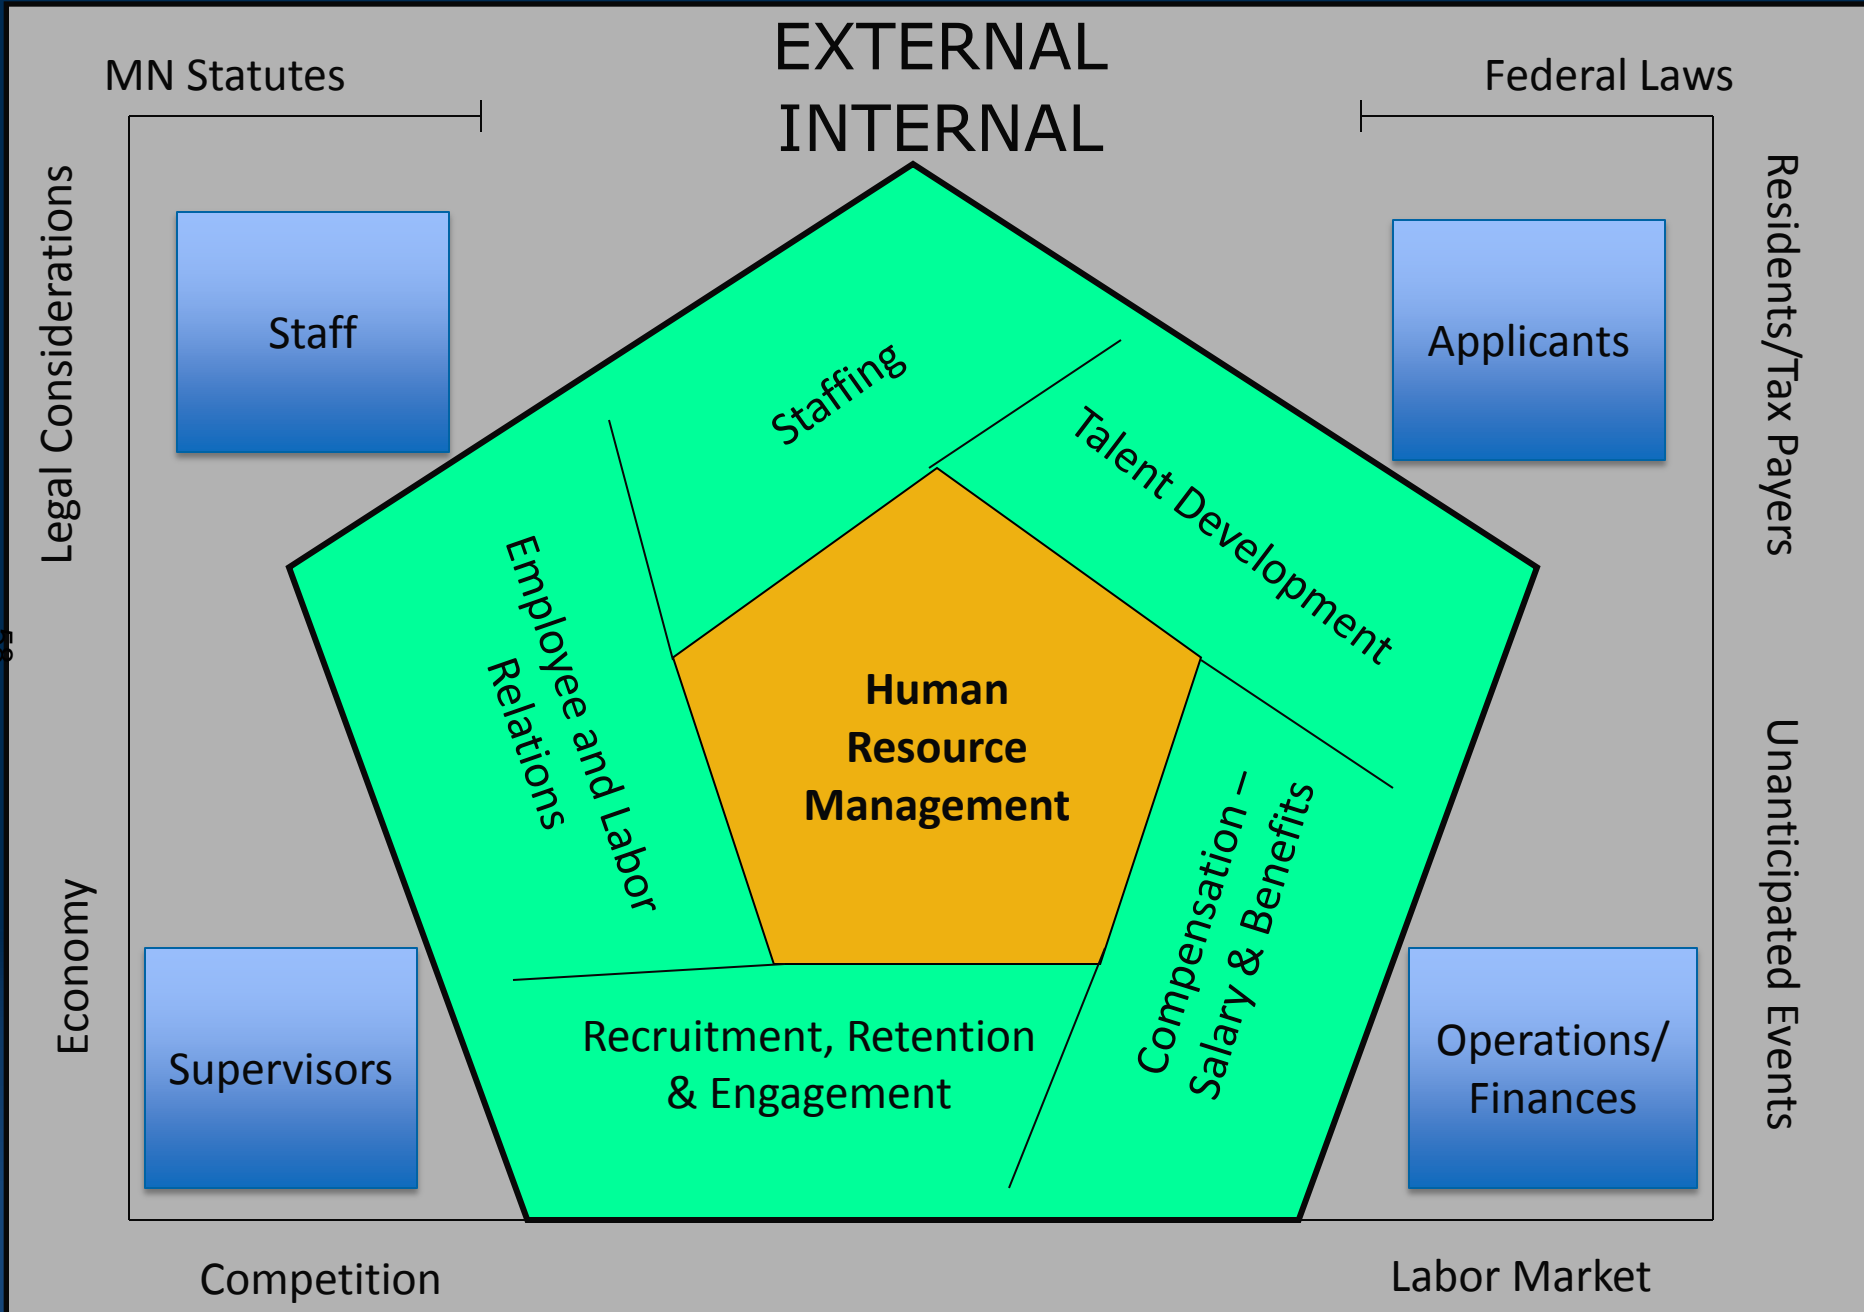 EXTERNAL
INTERNAL
MN Statutes
Federal Laws
Legal Considerations
Residents/Tax Payers
Staff
Applicants
Staffing
Talent Development
Employee and Labor
Relations
Human
Resource
Management
Compensation –
Salary & Benefits
Recruitment, Retention
& Engagement
Economy
Unanticipated Events
Supervisors
Operations/
Finances
Competition
Labor Market